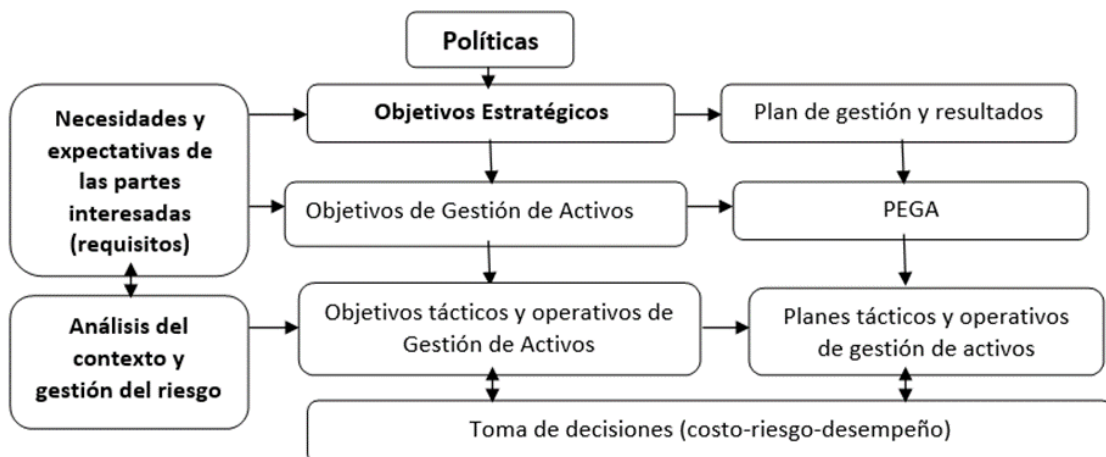 Políticas
Necesidades y
expectativas de
las partes
interesadas
(requisitos)
Objetivos Estratégicos
Plan de gestión y resultados
Objetivos de Gestión de Activos
PEGA
Análisis del
contexto y
gestión del riesgo
Objetivos tácticos y operativos de
Gestión de Activos
Planes tácticos y operativos
de gestión de activos
Toma de decisiones (costo-riesgo-desempeño)